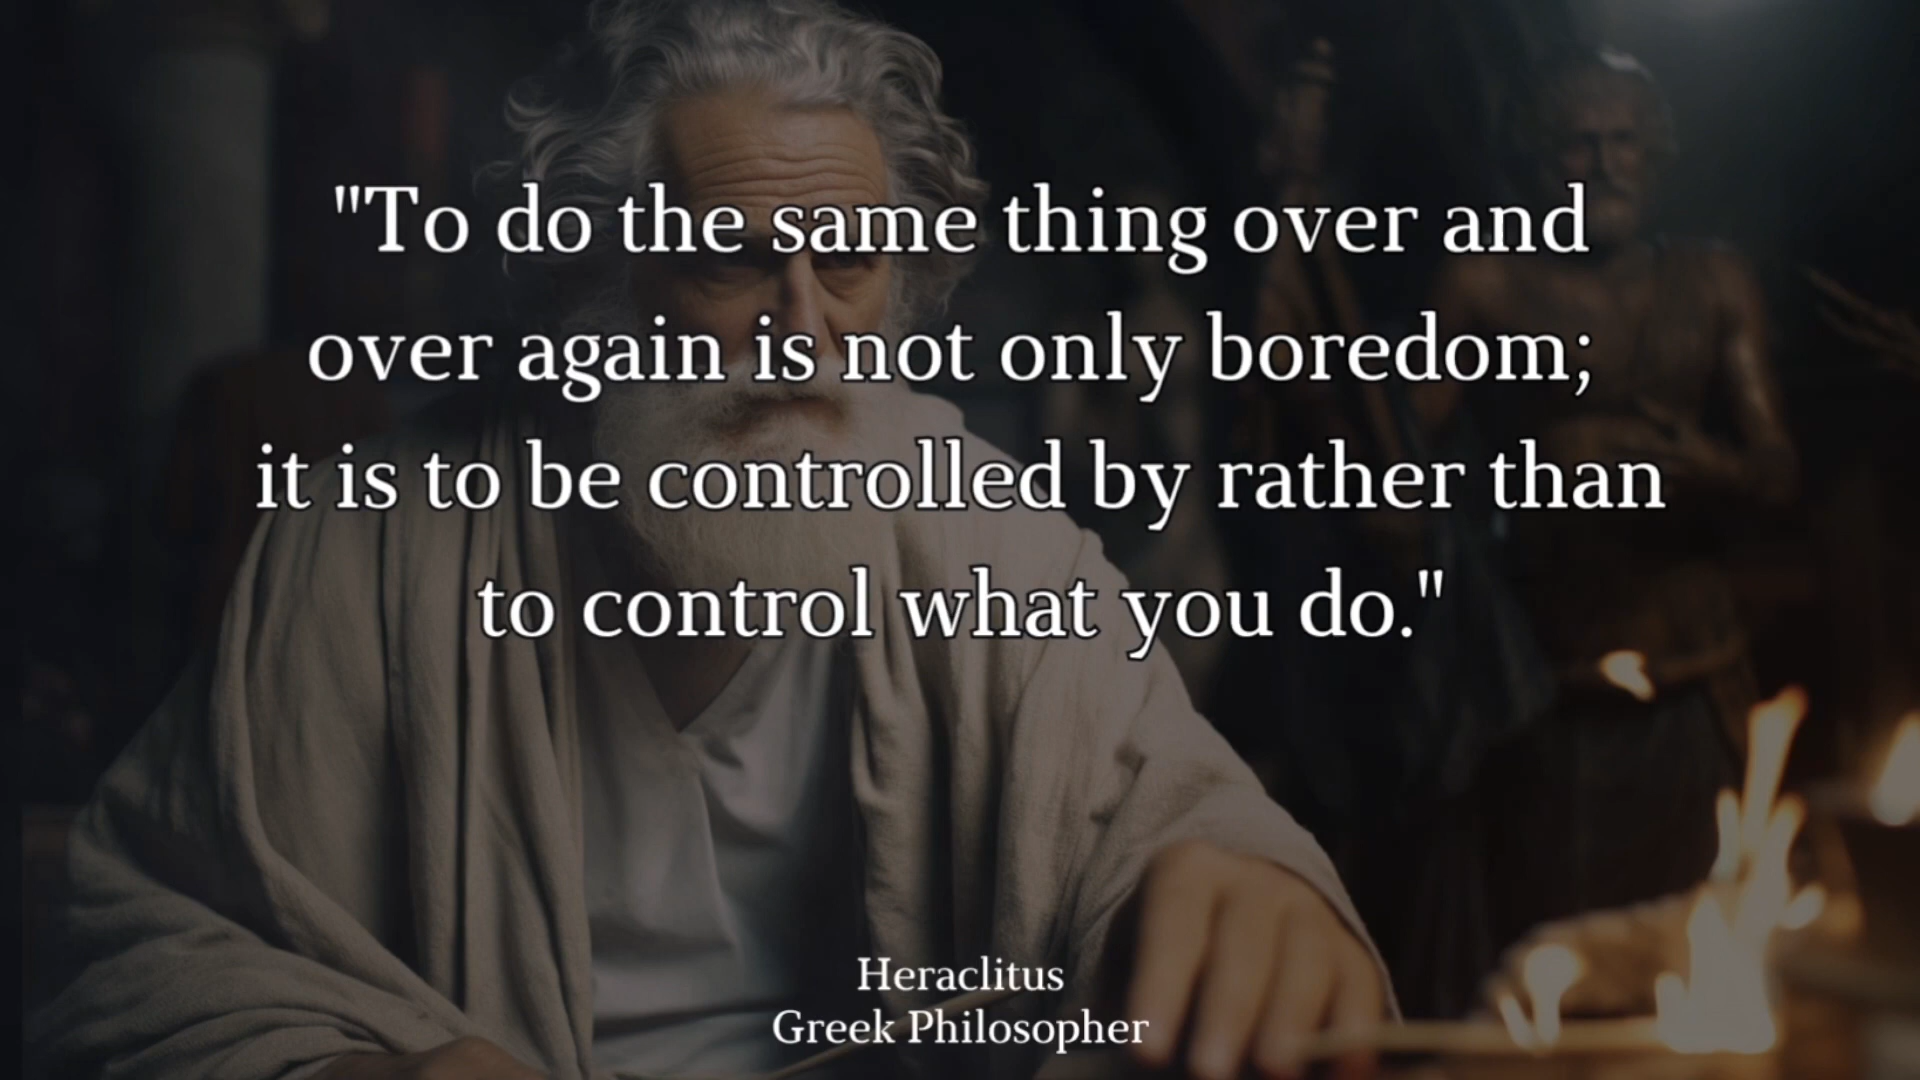 "To do the same thing over and
over again is not only boredom;
it is to be controlled by rather than
to control what you do."
Heraclitus
Greek Philosopher